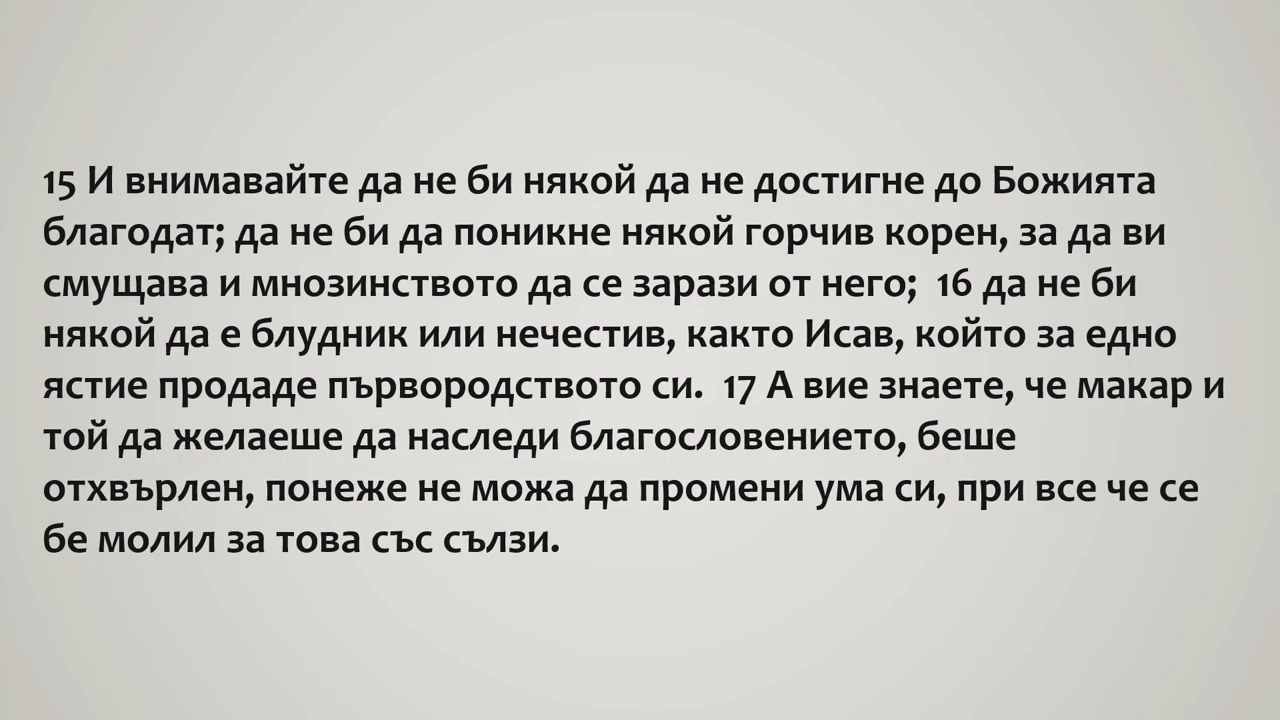 15 И внимавайте да не би някой да не достигне до Божията
благодат; да не би да поникне някой горчив корен, за да ви
смущава и мнозинството да се зарази от него;  16 да не би
някой да е блудник или нечестив, както Исав, който за едно
ястие продаде първородството си.  17 А вие знаете, че макар и
той да желаеше да наследи благословението, беше
отхвърлен, понеже не можа да промени ума си, при все че се
бе молил за това със сълзи.